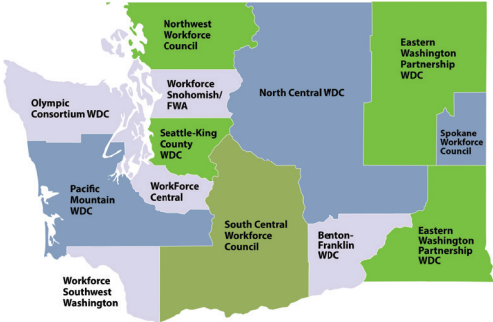 Northwest
Workforce
Council
Eastern
Washington
Partnership
WDC
Workforce
Snohomish/
FWA
North Central WDC
Olympic
Consortium WDC
Seattle-King
County
WDC
Spokane
Workforce
Council
Pacific
Mountain
WDC
WorkForce
Central
South Central
Workforce
Council
Benton-
Franklin
WDC
Eastern
Washington
Partnership
WDC
Workforce
Southwest
Washington